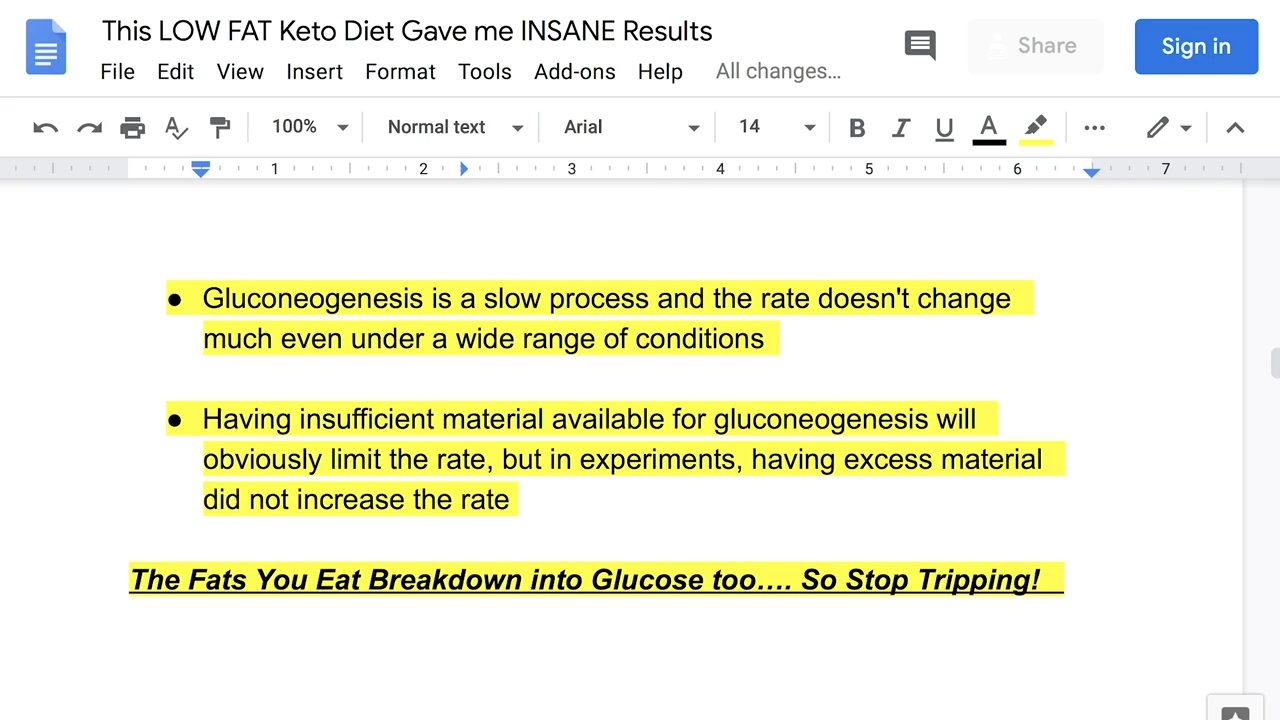 This LOW FAT Keto Diet Gave me INSANE Results
Share
Sign in
File Edit View Insert Format Tools Add-ons Help All changes…
100% Normal text Arial 14 B I U A
1 2 3 4 5 6 7
● Gluconeogenesis is a slow process and the rate doesn't change
much even under a wide range of conditions
● Having insufficient material available for gluconeogenesis will
obviously limit the rate, but in experiments, having excess material
did not increase the rate
The Fats You Eat Breakdown into Glucose too…. So Stop Tripping!